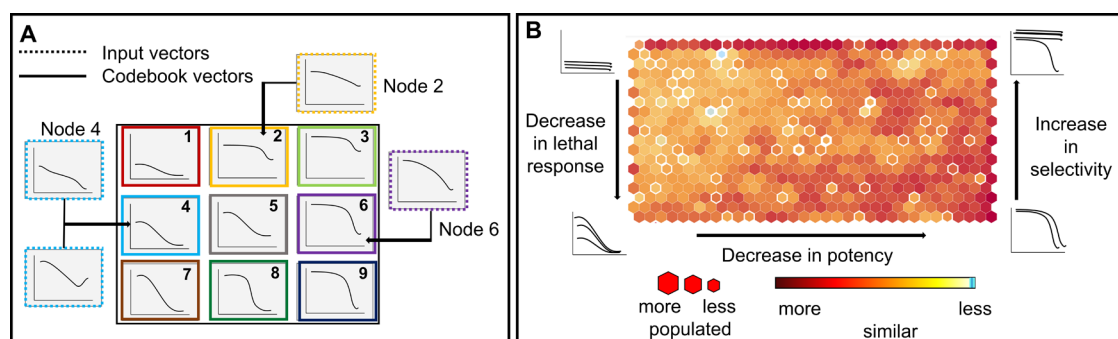 A
Input vectors
Codebook vectors
Node 2
Node 4
Node 6
1
2
3
4
5
6
7
8
9
B
Decrease
in lethal
response
Increase
in
selectivity
Decrease in potency
more less
populated
more less
similar